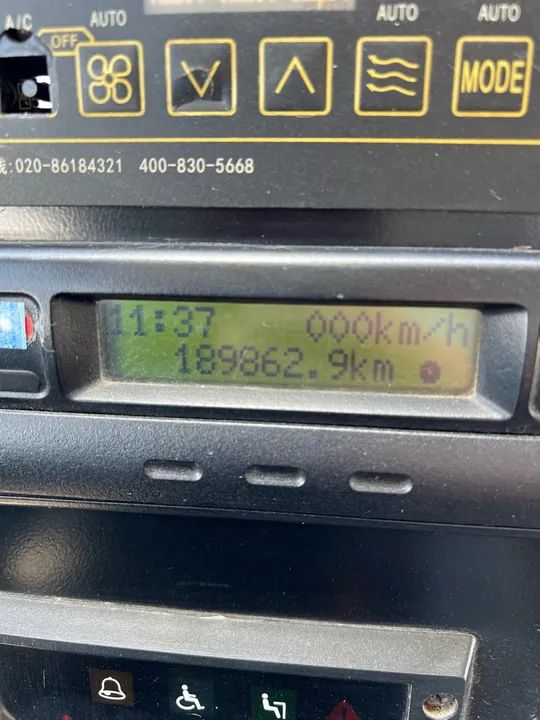 A/C AUTO AUTO AUTO
OFF
MODE
线:020-86184321 400-830-5668
11:37 000km/h
189862.9km